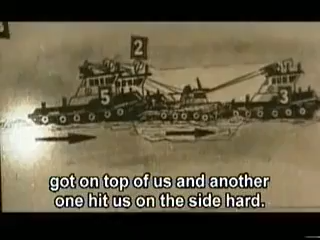 2
5
3
got on top of us and another
one hit us on the side hard.